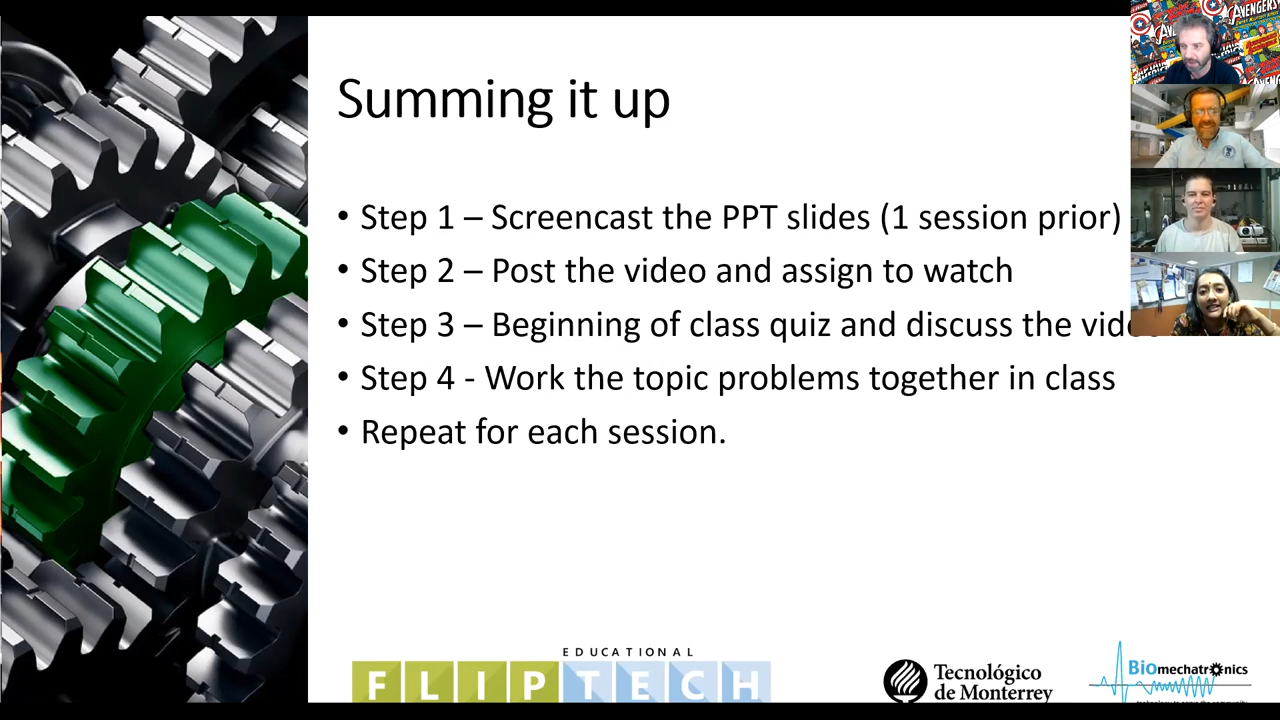 Summing it up
• Step 1 – Screencast the PPT slides (1 session prior)
• Step 2 – Post the video and assign to watch
• Step 3 – Beginning of class quiz and discuss the
• Step 4 - Work the topic problems together in class
• Repeat for each session.
EDUCATIONAL
FLIPTECH
Tecnológico
de Monterrey
Biomechatronics
AVENGERS